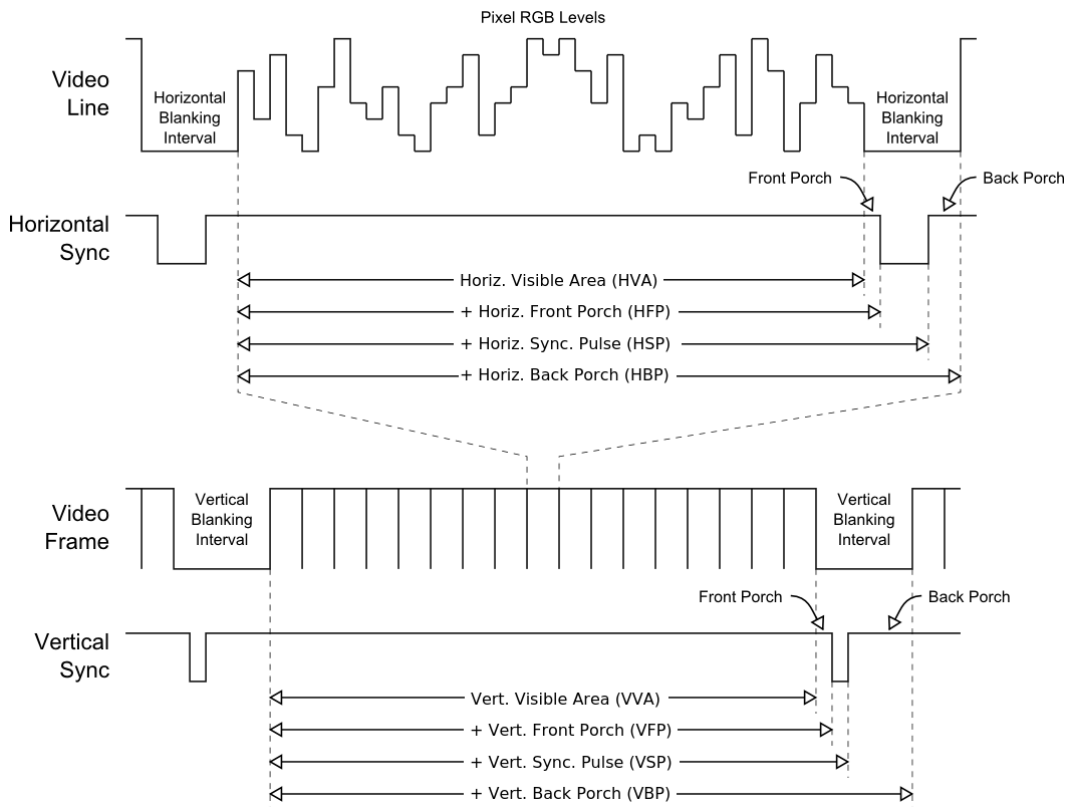 Pixel RGB Levels
Video
Line
Horizontal
Blanking
Interval
Horizontal
Blanking
Interval
Front Porch
Back Porch
Horizontal
Sync
Horiz. Visible Area (HVA)
+ Horiz. Front Porch (HFP)
+ Horiz. Sync. Pulse (HSP)
+ Horiz. Back Porch (HBP)
Video
Frame
Vertical
Blanking
Interval
Vertical
Blanking
Interval
Front Porch
Back Porch
Vertical
Sync
Vert. Visible Area (VVA)
+ Vert. Front Porch (VFP)
+ Vert. Sync. Pulse (VSP)
+ Vert. Back Porch (VBP)